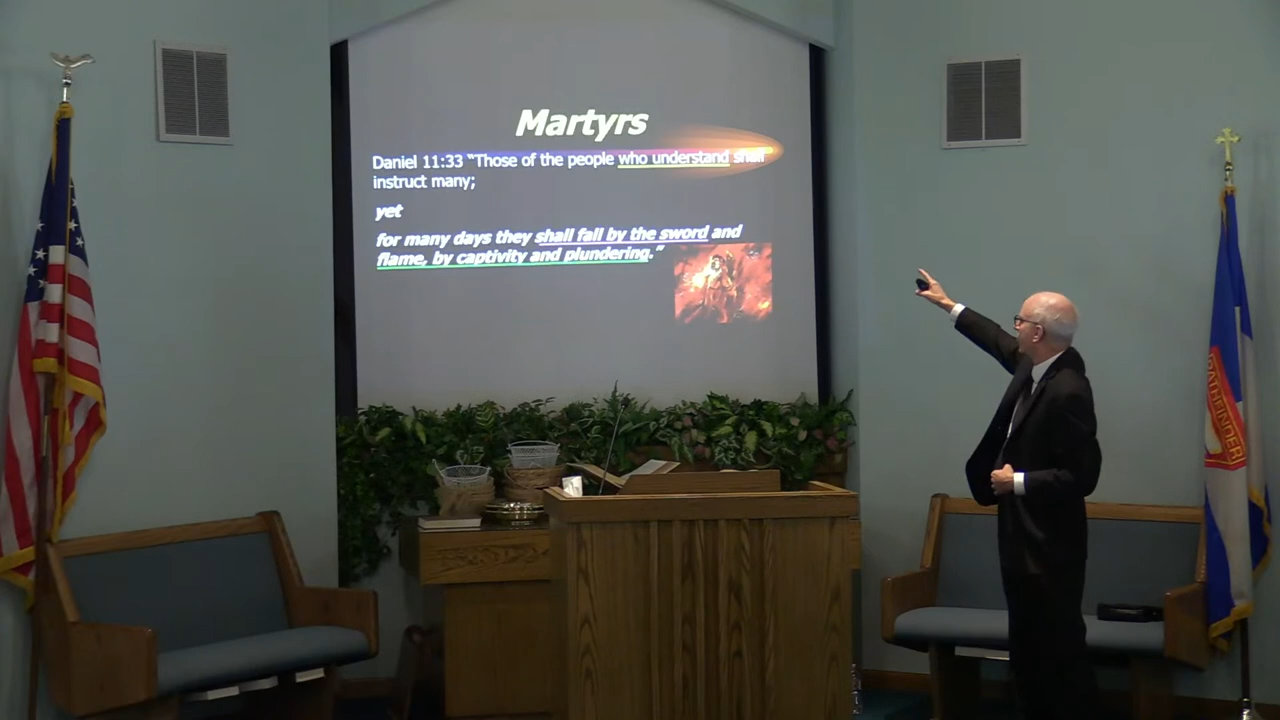 Martyrs
Daniel 11:33 “Those of the people who understand shall
instruct many;
yet
for many days they shall fall by the sword and
flame, by captivity and plundering.”
PATHFINDER